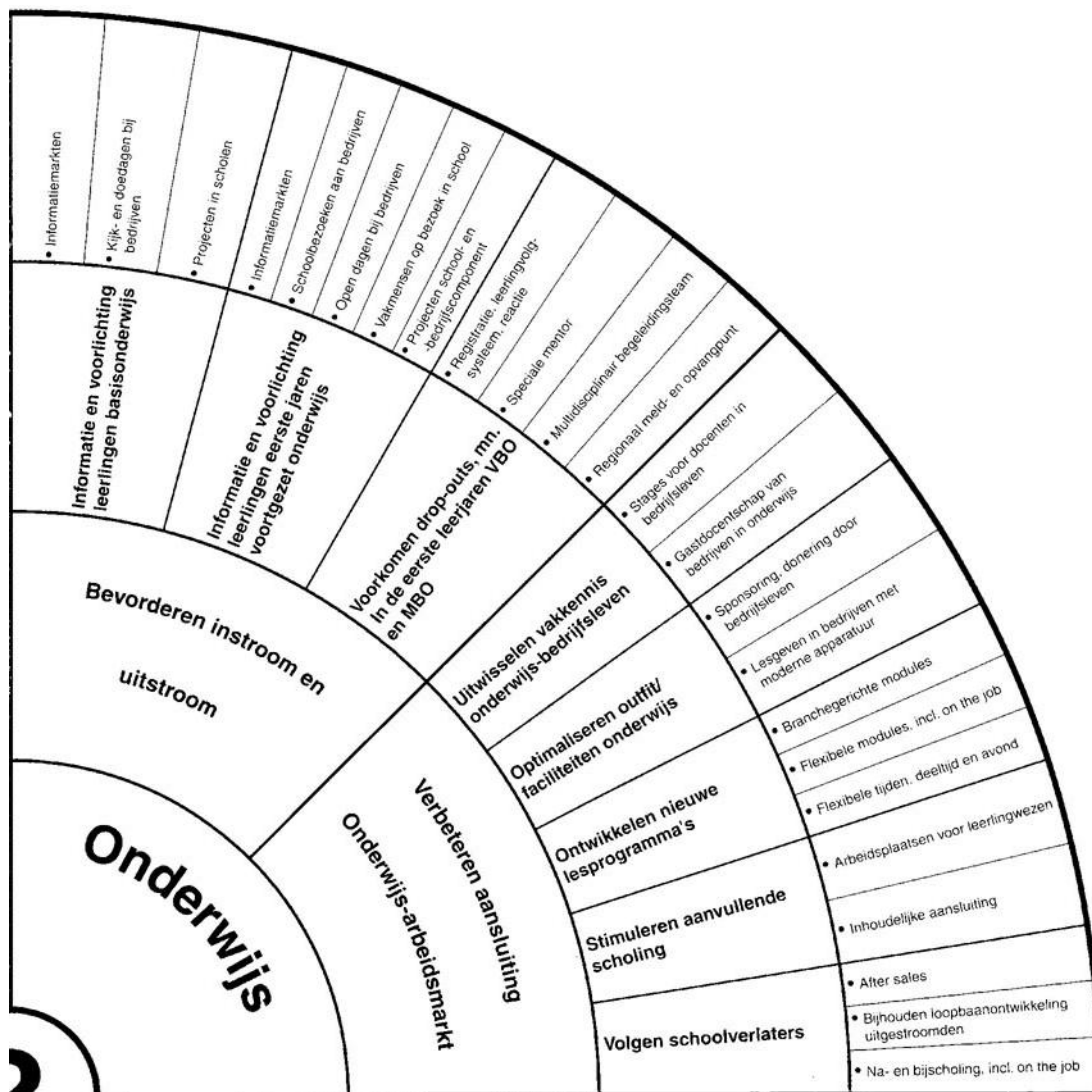 • Informatiemarkten
• Kijk- en doedagen bij
bedrijven
• Projecten in scholen
• Informatiemarkten
• Schoolbezoeken aan bedrijven
• Open dagen bij bedrijven
• Vakmensen op bezoek in school
• Projecten school- en
-bedrijfscomponent
• Registratie, leerlingvolg-
systeem, reactie
• Speciale mentor
• Multidisciplinair begeleidingsteam
• Regionaal meld- en opvangpunt
• Stages voor docenten in
bedrijfsleven
• Gastdocentschap van
bedrijven in onderwijs
• Sponsoring, donering door
bedrijfsleven
• Lesgeven in bedrijven met
moderne apparatuur
• Branchegerichte modules
• Flexibele modules, incl. on the job
• Flexibele tijden, deeltijd en avond
• Arbeidsplaatsen voor leerlingwezen
• Inhoudelijke aansluiting
• After sales
• Bijhouden loopbaanontwikkeling
uitgestroomden
• Na- en bijscholing, incl. on the job
Informatie en voorlichting
leerlingen basisonderwijs
Informatie en voorlichting
leerlingen eerste jaren
voortgezet onderwijs
Voorkomen drop-outs, mn.
In de eerste leerjaren VBO
en MBO
Uitwisselen vakkennis
onderwijs-bedrijfsleven
Optimaliseren outfit/
faciliteiten onderwijs
Ontwikkelen nieuwe
lesprogramma's
Stimuleren aanvullende
scholing
Volgen schoolverlaters
Bevorderen instroom en
uitstroom
Verbeteren aansluiting
Onderwijs-arbeidsmarkt
Onderwijs